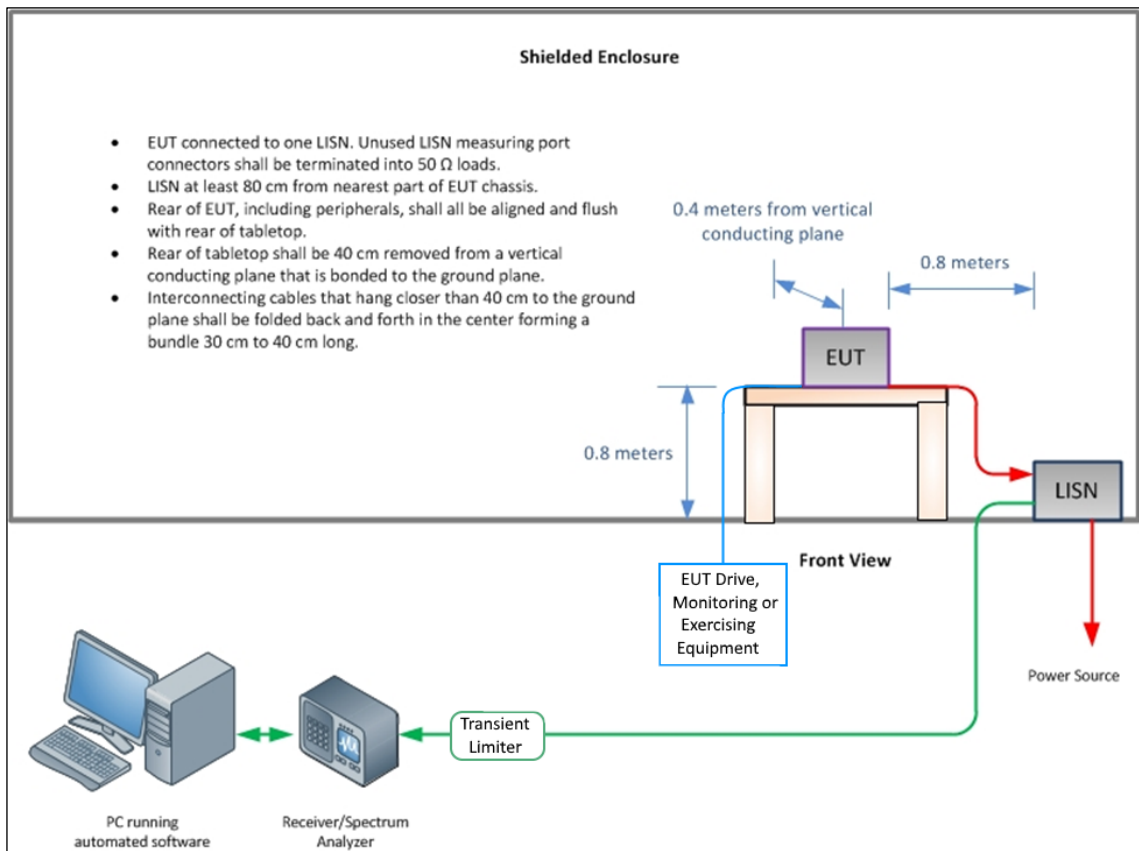 Shielded Enclosure
• EUT connected to one LISN. Unused LISN measuring port
connectors shall be terminated into 50 Ω loads.
• LISN at least 80 cm from nearest part of EUT chassis.
• Rear of EUT, including peripherals, shall all be aligned and flush
with rear of tabletop.
• Rear of tabletop shall be 40 cm removed from a vertical
conducting plane that is bonded to the ground plane.
• Interconnecting cables that hang closer than 40 cm to the ground
plane shall be folded back and forth in the center forming a
bundle 30 cm to 40 cm long.
0.4 meters from vertical
conducting plane
0.8 meters
EUT
0.8 meters
LISN
Front View
EUT Drive,
Monitoring or
Exercising
Equipment
Power Source
Transient
Limiter
PC running
automated software
Receiver/Spectrum
Analyzer